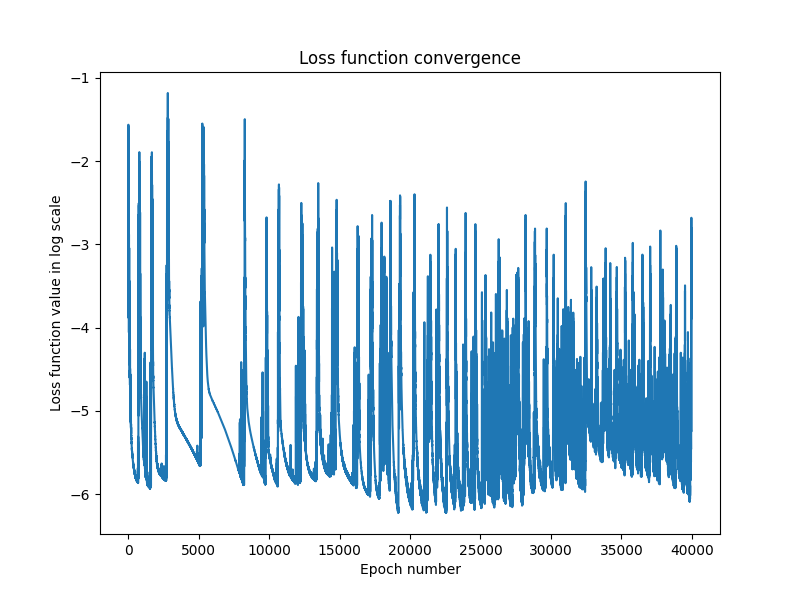 Loss function convergence
Loss function value in log scale
−1
−2
−3
−4
−5
−6
0 5000 10000 15000 20000 25000 30000 35000 40000
Epoch number